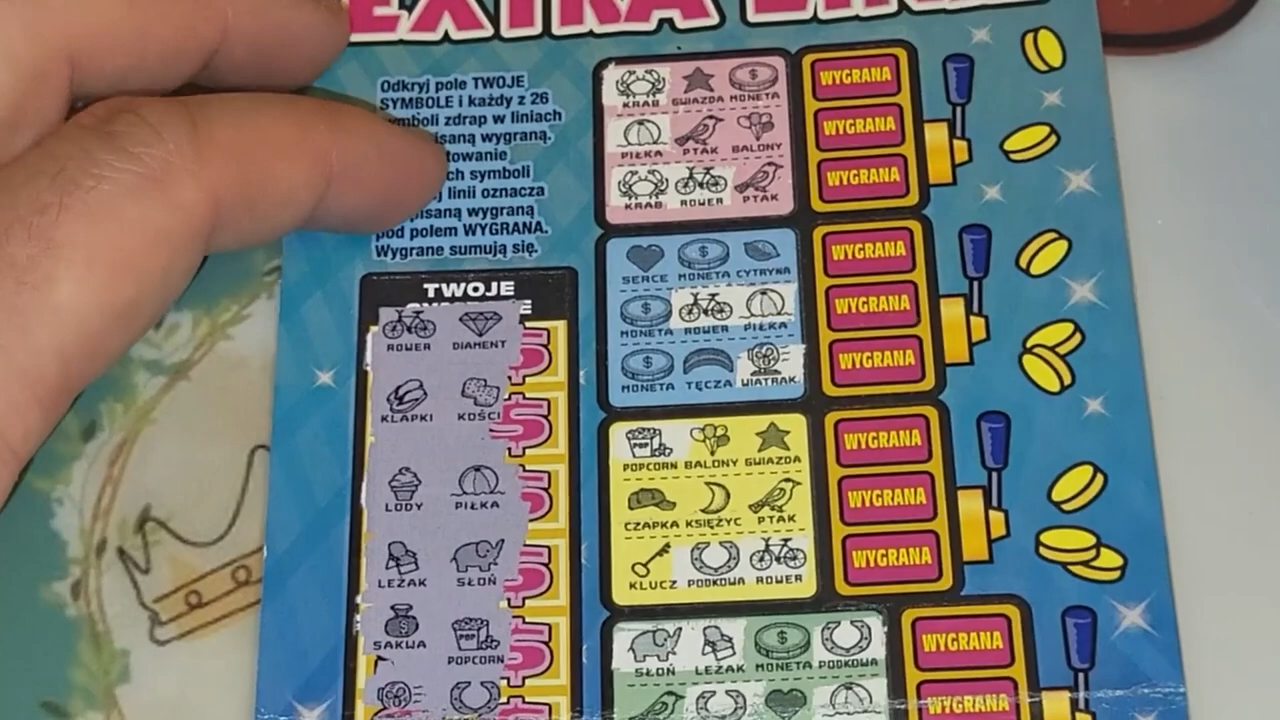 EXTRA
Odkryj pole TWOJE
SYMBOLE i każdy z 26
symboli zdrap w liniach
wygraną.
symboli
linii oznacza
wygraną
pod polem WYGRANA.
Wygrane sumują się.
TWOJE
ROWER DIAMENT
KLAPKI KOŚCI
LODY PIŁKA
LEŻAK SŁOŃ
SAKWA POPCORN
KRAB GWIAZDA MONETA
PIŁKA PTAK BALONY
KRAB ROWER PTAK
WYGRANA
WYGRANA
WYGRANA
SERCE MONETA CYTRYNA
MONETA ROWER PIŁKA
MONETA TĘCZA WIATRAK
WYGRANA
WYGRANA
WYGRANA
POP
POPCORN BALONY GWIAZDA
CZAPKA KSIĘŻYC PTAK
KLUCZ PODKOWA ROWER
WYGRANA
WYGRANA
WYGRANA
SŁOŃ LEŻAK MONETA PODKOWA
WYGRANA
WYGRANA